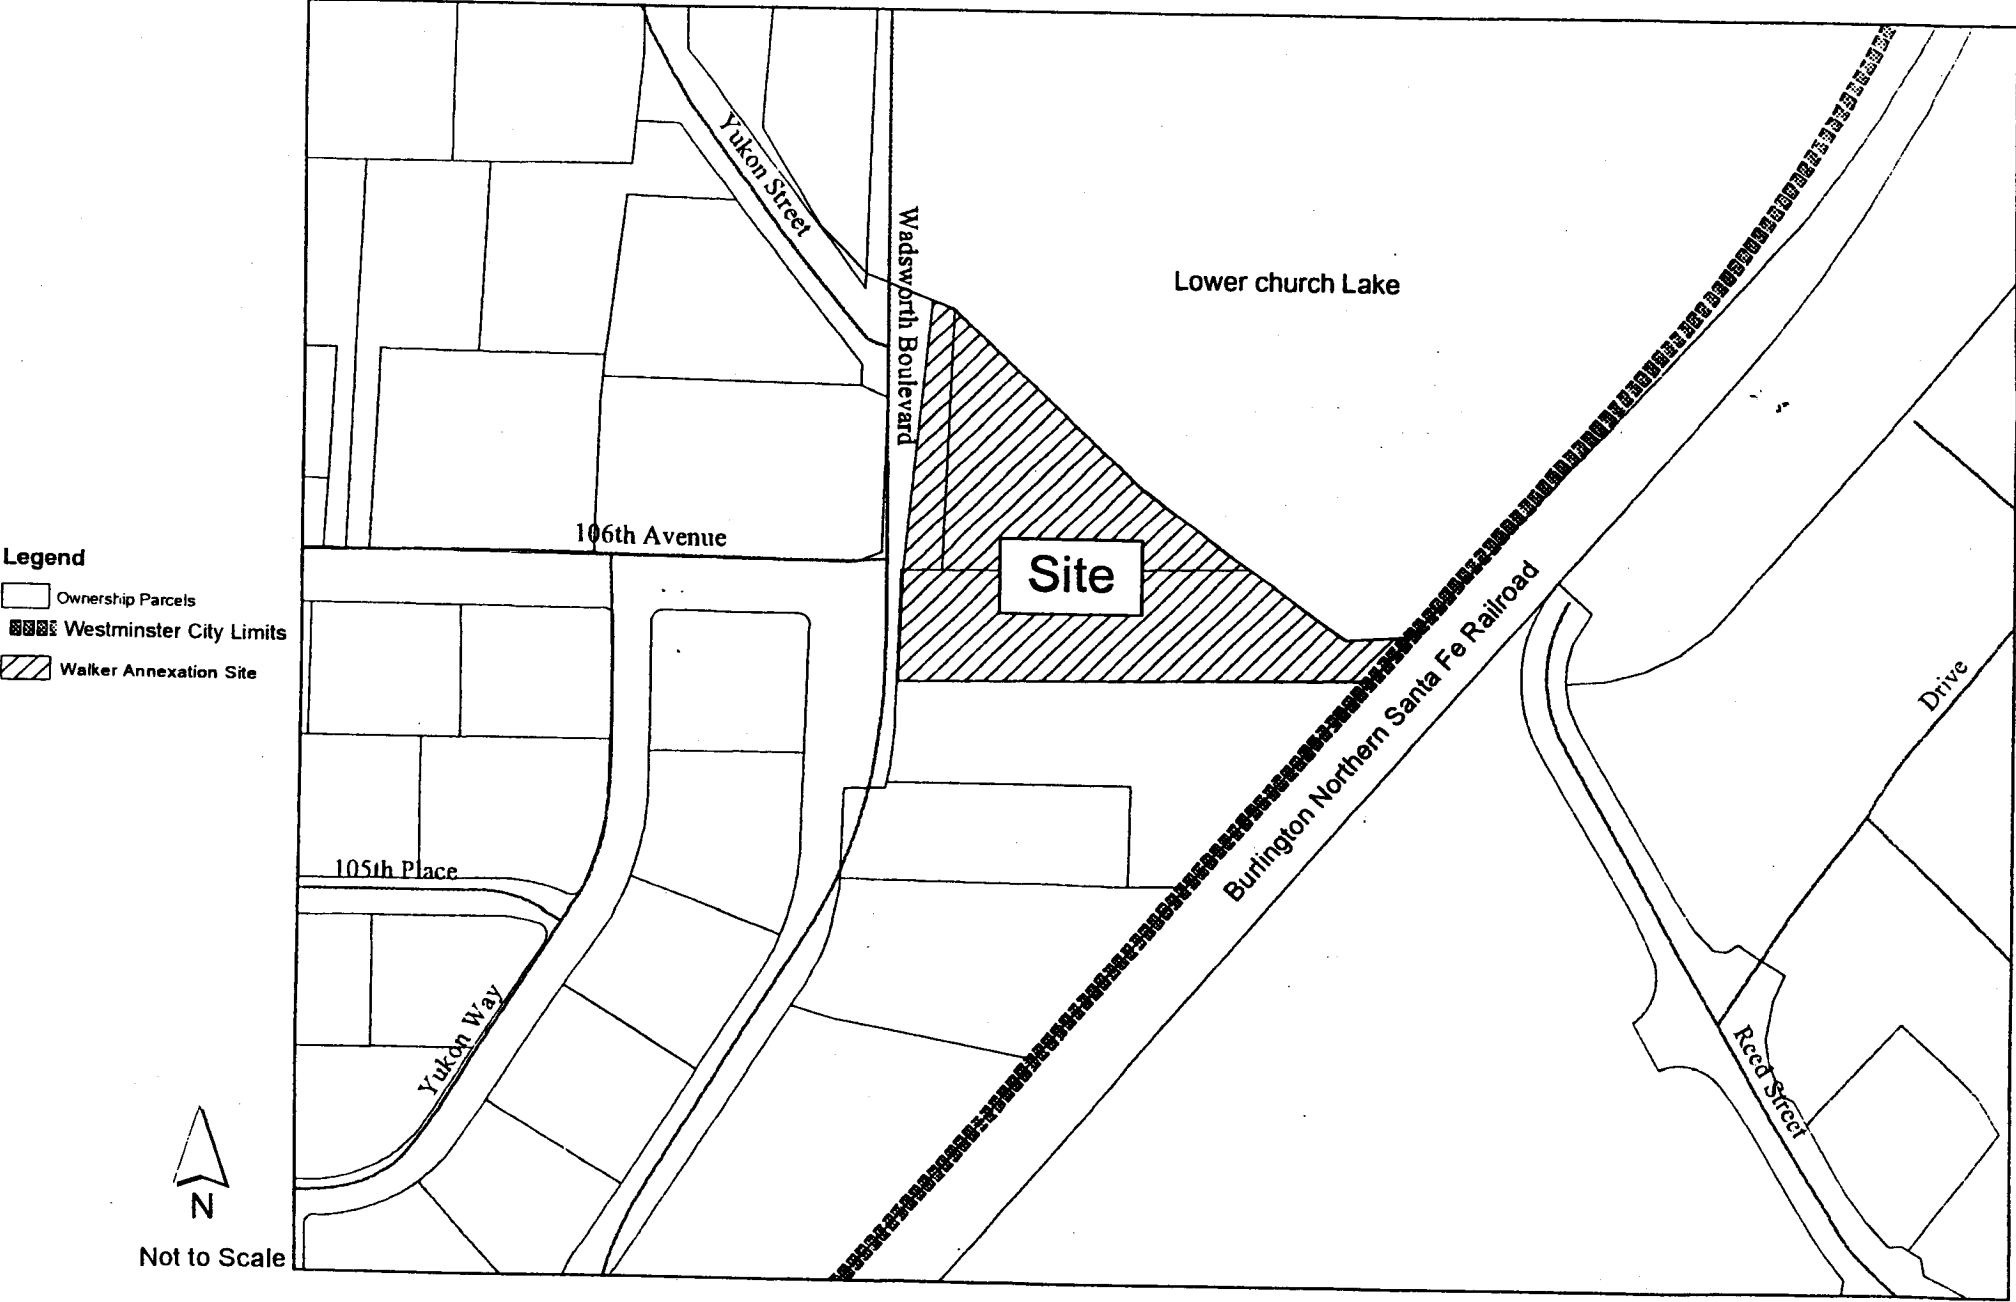 Yukon Street
Wadsworth Boulevard
Lower church Lake
106th Avenue
Site
Legend
Ownership Parcels
Westminster City Limits
Walker Annexation Site
Burlington Northern Santa Fe Railroad
Drive
105th Place
Yukon Way
Reed Street
N
Not to Scale